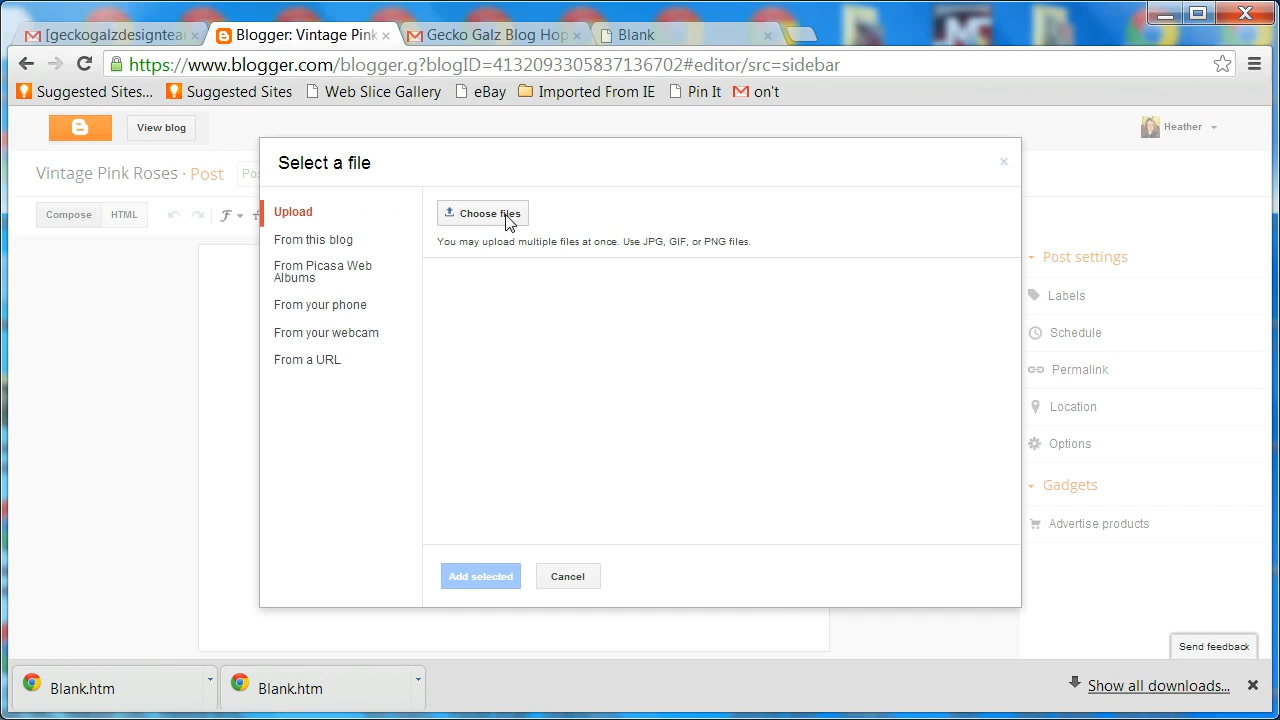 [geckogalzdesigntear
Blogger: Vintage Pink
Gecko Galz Blog Hop
Blank
https://www.blogger.com/blogger.g?blogID=4132093305837136702#editor/src=sidebar
Suggested Sites...
Suggested Sites
Web Slice Gallery
eBay
Imported From IE
Pin It
on't
View blog
Heather
Vintage Pink Roses · Post
Pos
Compose
HTML
Select a file
Upload
From this blog
From Picasa Web
Albums
From your phone
From your webcam
From a URL
Choose files
You may upload multiple files at once. Use JPG, GIF, or PNG files.
Add selected
Cancel
Post settings
Labels
Schedule
Permalink
Location
Options
Gadgets
Advertise products
Send feedback
Blank.htm
Blank.htm
Show all downloads...